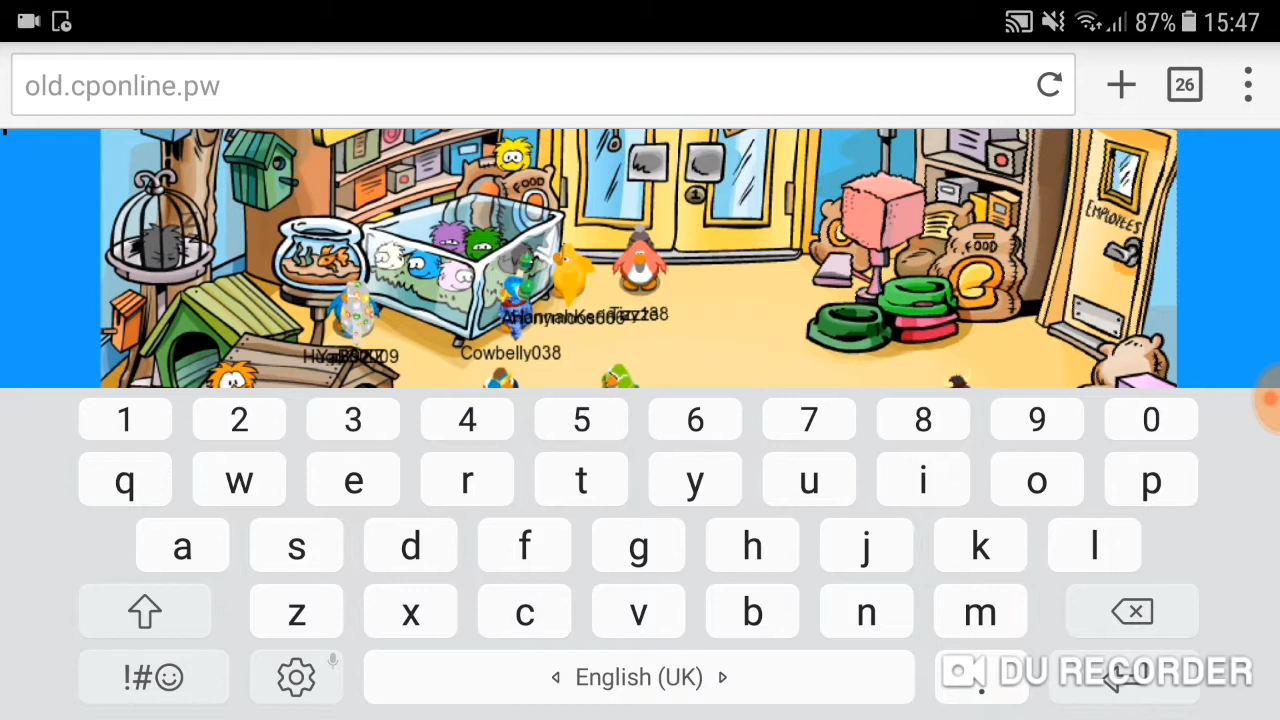 87% 15:47
old.cponline.pw
26
FOOD
EMPLOYEES
FOOD
Cowbelly038
1 2 3 4 5 6 7 8 9 0
q w e r t y u i o p
a s d f g h j k l
z x c v b n m
!#
English (UK)
.
DU RECORDER